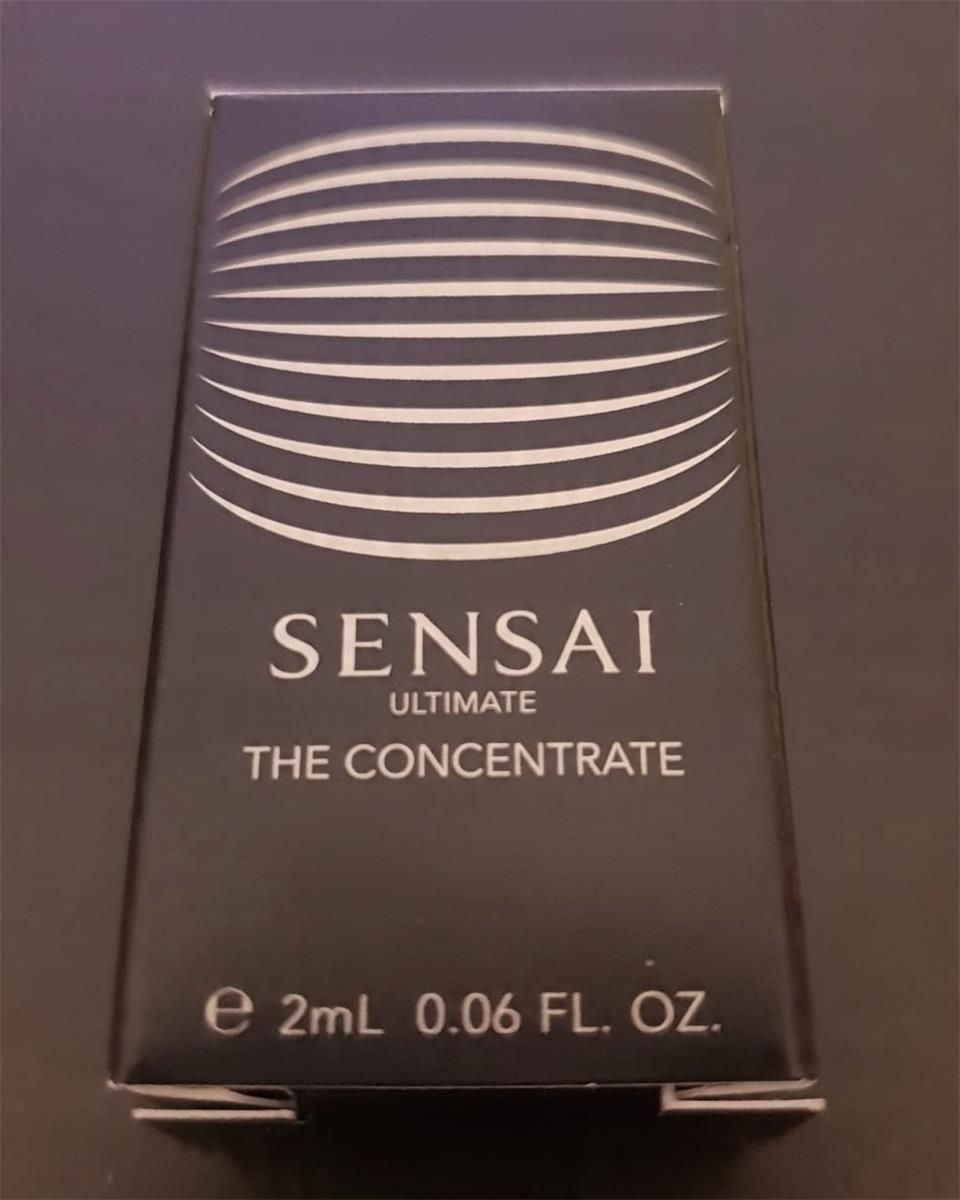 SENSAI
ULTIMATE
THE CONCENTRATE
℮ 2mL 0.06 FL. OZ.